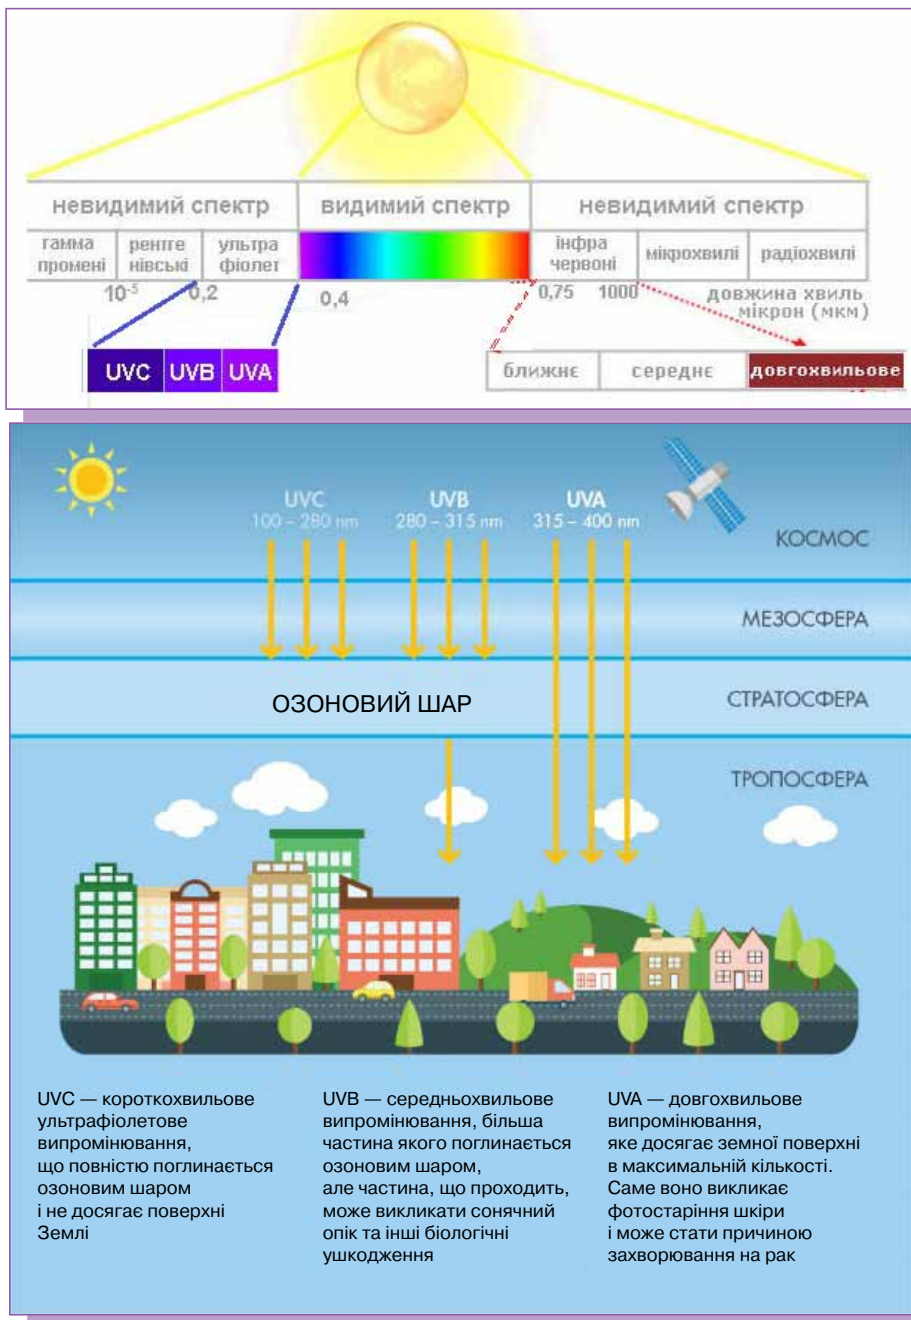 невидимий спектр
видимий спектр
невидимий спектр
гамма
промені
рентге
нівські
ультра
фіолет
інфра
червоні
мікрохвилі
радіохвилі
10⁻⁵
0,2
0,4
0,75
1000
довжина хвиль
мікрон (мкм)
UVC
UVB
UVA
ближнє
середнє
довгохвильове
UVC
100 – 280 nm
UVB
280 – 315 nm
UVA
315 – 400 nm
КОСМОС
МЕЗОСФЕРА
ОЗОНОВИЙ ШАР
СТРАТОСФЕРА
ТРОПОСФЕРА
UVC — короткохвильове
ультрафіолетове
випромінювання,
що повністю поглинається
озоновим шаром
і не досягає поверхні
Землі
UVB — середньохвильове
випромінювання, більша
частина якого поглинається
озоновим шаром,
але частина, що проходить,
може викликати сонячний
опік та інші біологічні
ушкодження
UVA — довгохвильове
випромінювання,
яке досягає земної поверхні
в максимальній кількості.
Саме воно викликає
фотостаріння шкіри
і може стати причиною
захворювання на рак